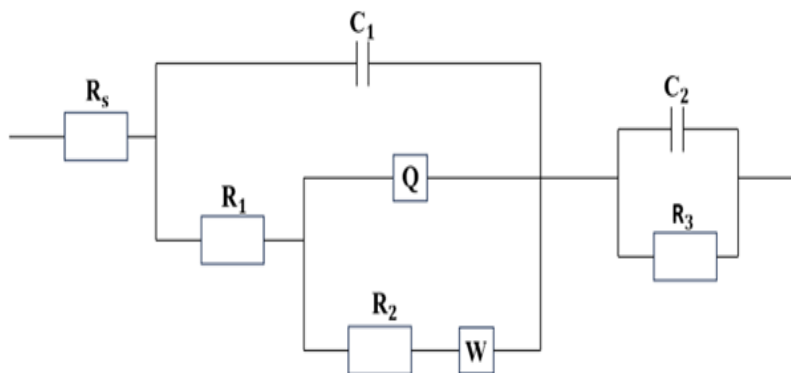 C₁
Rₛ
C₂
Q
R₁
R₃
R₂
W